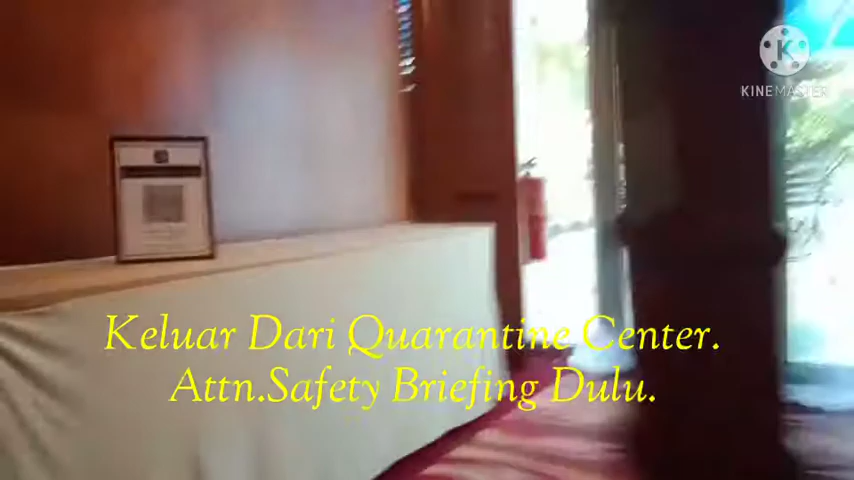 K
KINEMASTER
Keluar Dari Quarantine Center.
Attn.Safety Briefing Dulu.